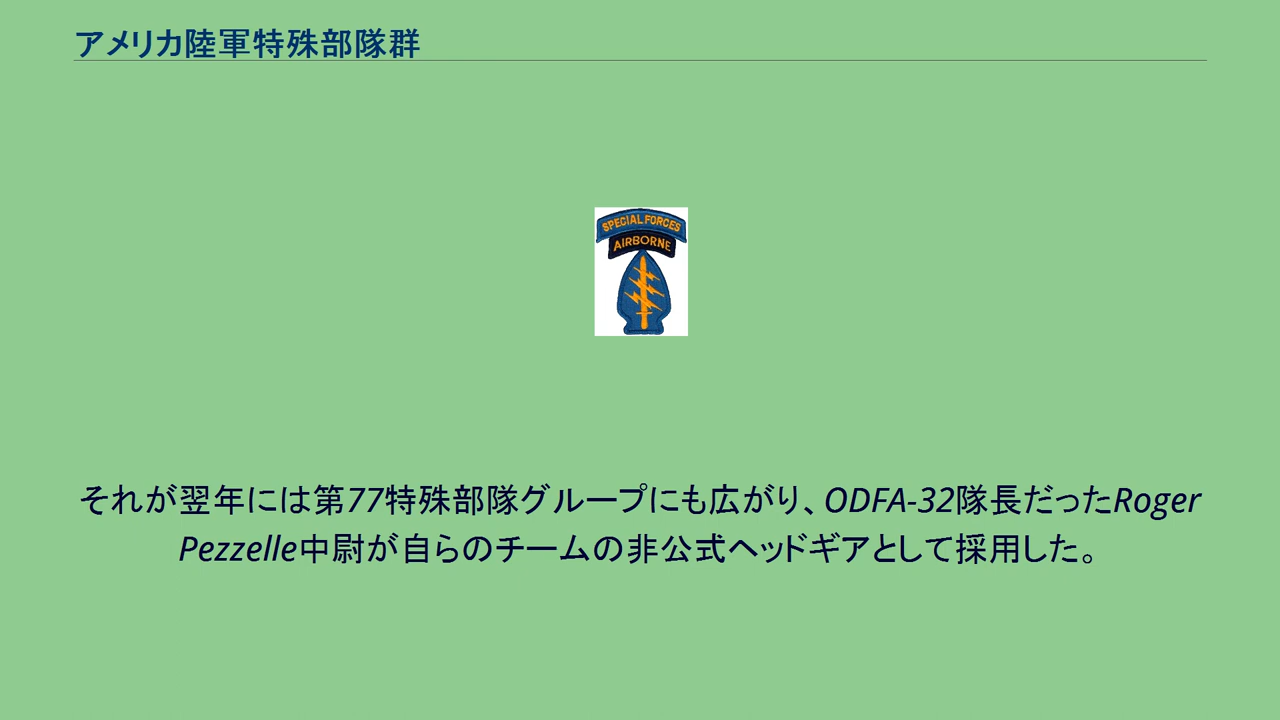 アメリカ陸軍特殊部隊群
SPECIAL FORCES
AIRBORNE
それが翌年には第77特殊部隊グループにも広がり、ODFA-32隊長だったRoger
Pezzelle中尉が自らのチームの非公式ヘッドギアとして採用した。